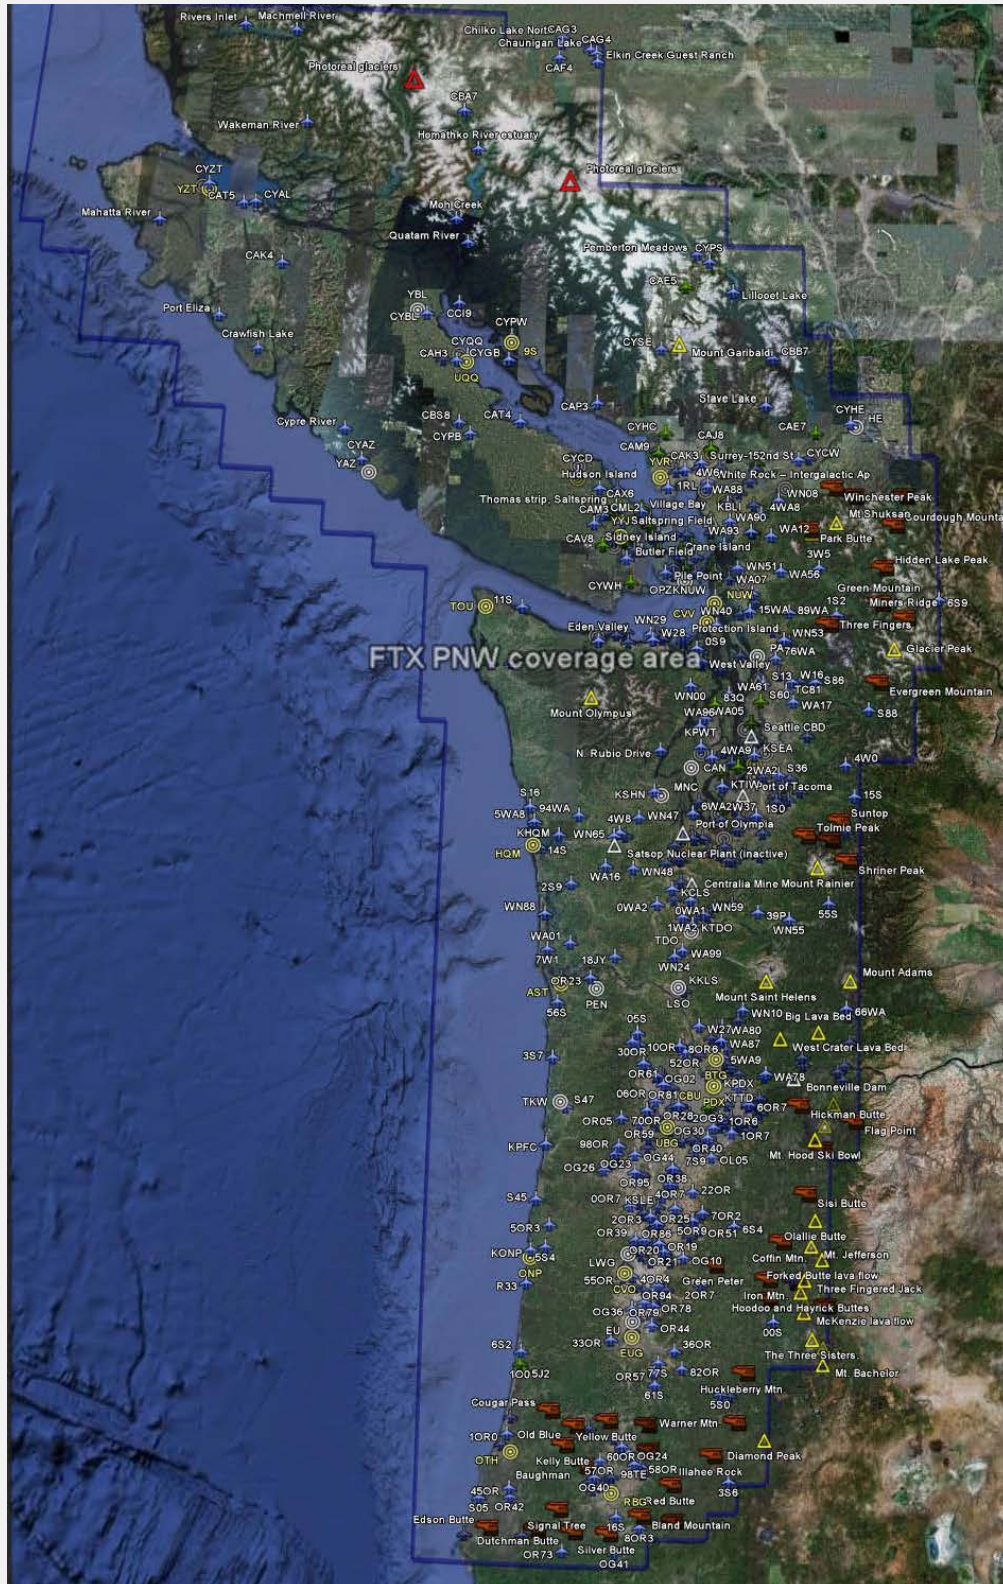 Rivers Inlet
Machmell River
Chilko Lake Nort
CAG3
CAG4
Chaunigan Lake
CAF4
Elkin Creek Guest Ranch
Photoreal glaciers
CBA7
Wakeman River
Homathko River estuary
Photoreal glaciers
CYZT
YZT
CAT5
CYAL
Mahatta River
Moh Creek
Quatam River
CAK4
Pemberton Meadows
CYPS
CAE5
Lillooet Lake
YBL
CYBL
CCI9
Port Eliza
Crawfish Lake
CYPW
CYQQ
CAH3
CYGB
9S
UQQ
CYSE
Mount Garibaldi
CBB7
Stave Lake
CAP3
Cypre River
CBS8
CAT4
CYPB
CYHE
HE
CYHC
CAJ8
CAE7
CAM9
CYAZ
YAZ
CYCD
YVR
CAK3
Surrey-152nd St
CYCW
Hudson Island
4W6
White Rock – Intergalactic Ap
1RL
WA88
WN08
Winchester Peak
Thomas strip, Saltspring
CAX6
CAM3
CML2
Village Bay
KBLI
4WA8
Mt Shuksan
Sourdough Mounta
YYJ
Saltspring Field
WA90
WA93
WA12
Park Butte
CAV8
Sidney Island
Crane Island
3W5
Butler Field
Hidden Lake Peak
CYWH
Pile Point
WN51
WA56
WA07
Green Mountain
OPZ
KNUW
NUW
TOU
11S
CVV
WN40
15WA
89WA
1S2
Miners Ridge
6S9
Eden Valley
WN29
W28
Protection Island
Three Fingers
0S9
WN53
FTX PNW coverage area
West Valley
PA
76WA
Glacier Peak
S13
W16
S86
WN00
83Q
WA61
S60
TC81
Evergreen Mountain
Mount Olympus
WA96
WA05
WA17
S88
KPWT
Seattle CBD
N. Rubio Drive
4WA9
KSEA
CAN
2WA2
S36
4W0
KSHN
MNC
KTIW
Port of Tacoma
15S
S16
94WA
5WA8
4W8
WN47
6WA2
W37
1S0
Suntop
KHQM
WN65
Port of Olympia
Tolmie Peak
HQM
14S
Satsop Nuclear Plant (inactive)
WA16
WN48
Shriner Peak
2S9
Centralia Mine
Mount Rainier
KCLS
WN88
0WA2
0WA1
WN59
39P
55S
1WA2
KTDO
WN55
WA01
TDO
7W1
WA99
18JY
WN24
OR23
KKLS
Mount Adams
AST
PEN
LSO
Mount Saint Helens
56S
WN10
66WA
05S
W27
WA80
Big Lava Bed
3S7
30OR
10OR
8OR6
WA87
West Crater Lava Bed
52OR
5WA9
OR61
OG02
BTG
KPDX
WA78
TKW
S47
06OR
OR81
CBU
PDX
KTTD
Bonneville Dam
OR05
70OR
OR28
2OG3
6OR7
Hickman Butte
OR59
OG30
1OR6
Flag Point
KPFC
98OR
UBG
OR40
1OR7
OG26
OG23
OG44
7S9
OL05
Mt. Hood Ski Bowl
OR95
OR38
S45
0OR7
KSLE
4OR7
22OR
Sisi Butte
5OR3
2OR3
OR25
7OR2
OR39
OR86
5OR9
OR51
6S4
Olallie Butte
KONP
5S4
OR20
OR19
ONP
LWG
OR21
OG10
Coffin Mtn.
Mt. Jefferson
R33
55OR
CVO
4OR4
Green Peter
Forked Butte lava flow
OR94
2OR7
Iron Mtn.
Three Fingered Jack
OG36
OR79
OR78
Hoodoo and Hayrick Buttes
EU
OR44
00S
McKenzie lava flow
6S2
33OR
EUG
36OR
The Three Sisters
1O0
5J2
OR57
77S
82OR
Mt. Bachelor
61S
Huckleberry Mtn
5S0
Cougar Pass
Warner Mtn.
1OR0
Old Blue
Yellow Butte
OTH
Kelly Butte
60OR
OG24
Diamond Peak
57OR
58OR
Illahee Rock
Baughman
98TE
45OR
OG40
3S6
S05
OR42
RBG
Red Butte
Edson Butte
Signal Tree
16S
Bland Mountain
Dutchman Butte
8OR3
OR73
Silver Butte
OG41